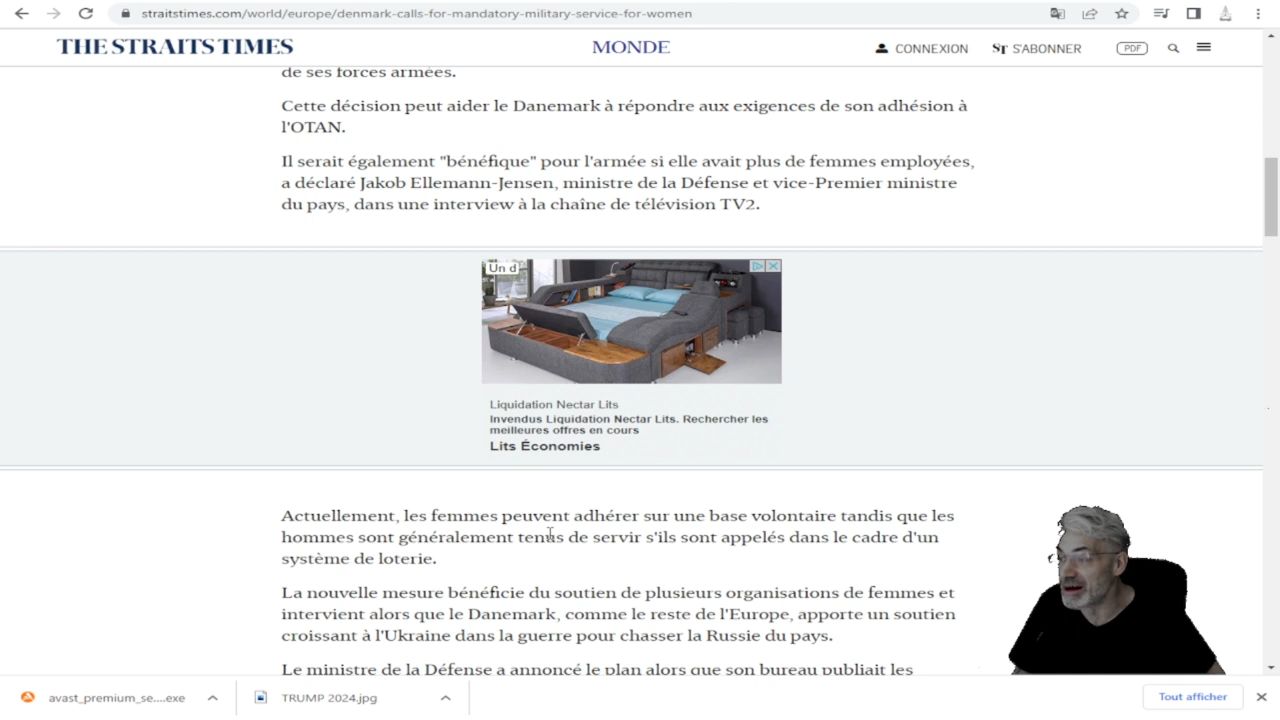 straitstimes.com/world/europe/denmark-calls-for-mandatory-military-service-for-women
THE STRAITS TIMES
MONDE
CONNEXION
ST S'ABONNER
PDF
de ses forces armées.
Cette décision peut aider le Danemark à répondre aux exigences de son adhésion à
l'OTAN.
Il serait également "bénéfique" pour l'armée si elle avait plus de femmes employées,
a déclaré Jakob Ellemann-Jensen, ministre de la Défense et vice-Premier ministre
du pays, dans une interview à la chaîne de télévision TV2.
Un d
Liquidation Nectar Lits
Invendus Liquidation Nectar Lits. Rechercher les
meilleures offres en cours
Lits Économies
Actuellement, les femmes peuvent adhérer sur une base volontaire tandis que les
hommes sont généralement tenus de servir s'ils sont appelés dans le cadre d'un
système de loterie.
La nouvelle mesure bénéficie du soutien de plusieurs organisations de femmes et
intervient alors que le Danemark, comme le reste de l'Europe, apporte un soutien
croissant à l'Ukraine dans la guerre pour chasser la Russie du pays.
Le ministre de la Défense a annoncé le plan alors que son bureau publiait les
avast_premium_se....exe
TRUMP 2024.jpg
Tout afficher